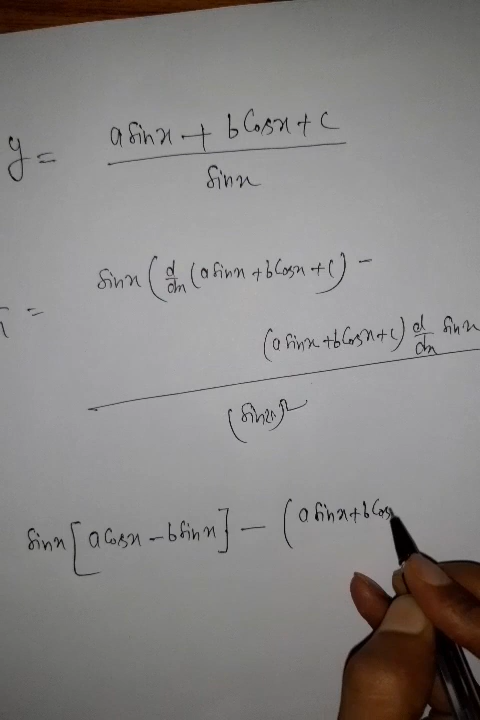 y = a sinx + b cosx + c
sinx
= sinx ( d/dx (a sinx + b cosx + c) -
(a sinx + b cosx + c) d/dx sinx
(sinx)²
sinx [a cosx - b sinx] - (a sinx + b cos